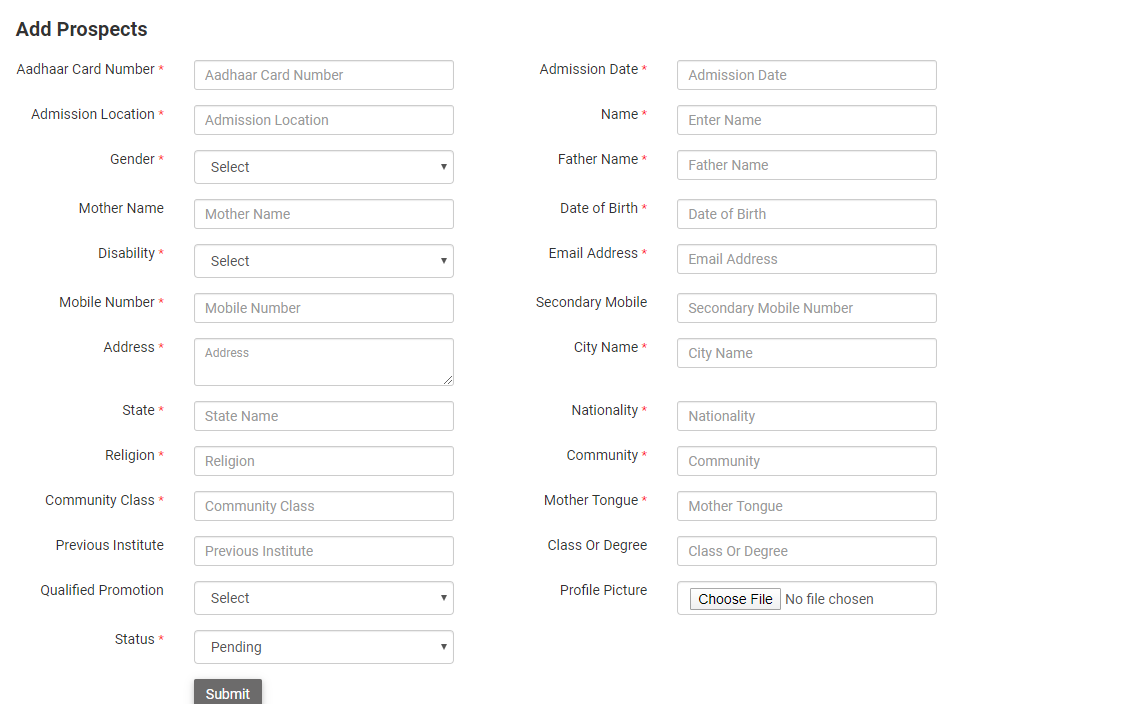 Add Prospects
Aadhaar Card Number * Aadhaar Card Number Admission Date * Admission Date
Admission Location * Admission Location Name * Enter Name
Gender * Select Father Name * Father Name
Mother Name Mother Name Date of Birth * Date of Birth
Disability * Select Email Address * Email Address
Mobile Number * Mobile Number Secondary Mobile Secondary Mobile Number
Address * Address City Name * City Name
State * State Name Nationality * Nationality
Religion * Religion Community * Community
Community Class * Community Class Mother Tongue * Mother Tongue
Previous Institute Previous Institute Class Or Degree Class Or Degree
Qualified Promotion Select Profile Picture Choose File No file chosen
Status * Pending
Submit